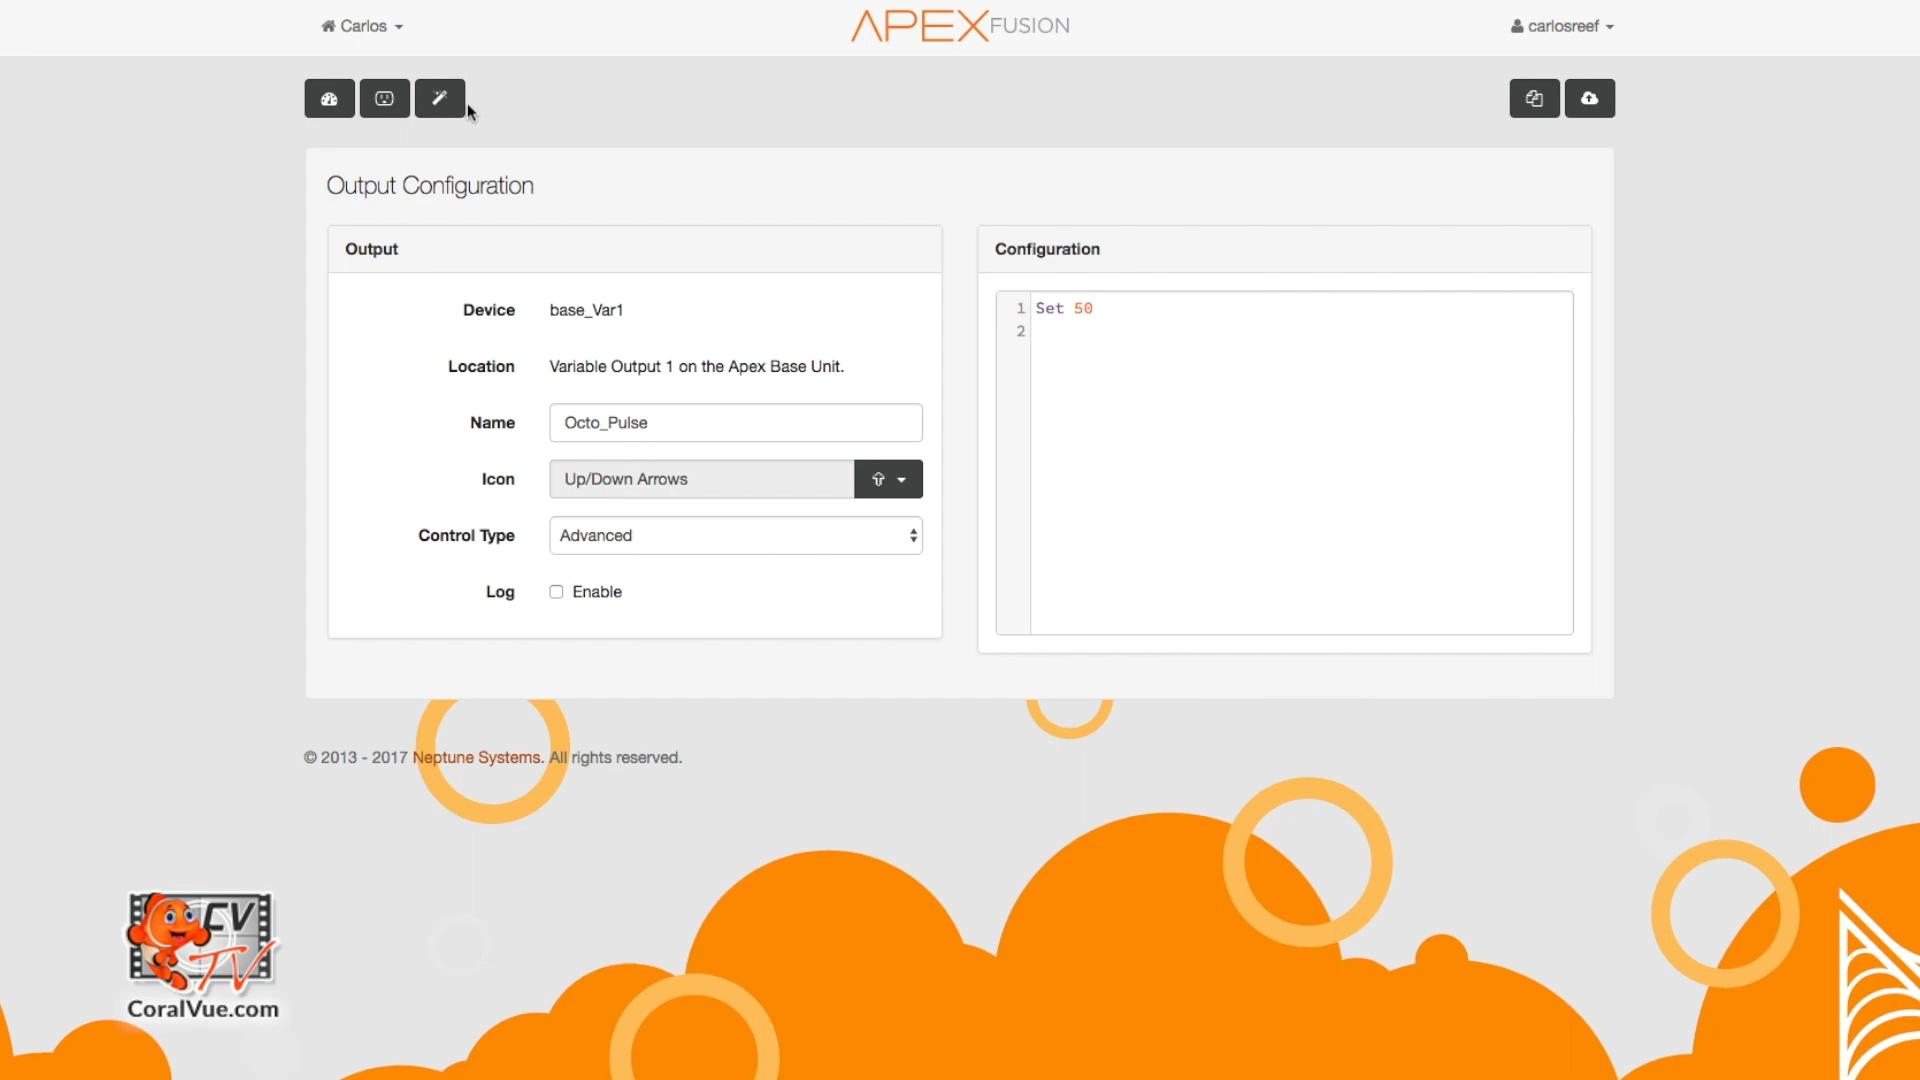 Carlos
APEX FUSION
carlosreef
Output Configuration
Output
Device base_Var1
Location Variable Output 1 on the Apex Base Unit.
Name Octo_Pulse
Icon Up/Down Arrows
Control Type Advanced
Log Enable
Configuration
1 Set 50
2
© 2013 - 2017 Neptune Systems. All rights reserved.
CV
TV
CoralVue.com